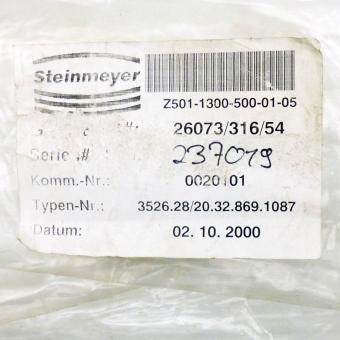 Steinmeyer
Z501-1300-500-01-05
26073/316/54
Serie # 237019
Komm.-Nr.: 0020101
Typen-Nr.: 3526.28/20.32.869.1087
Datum: 02. 10. 2000